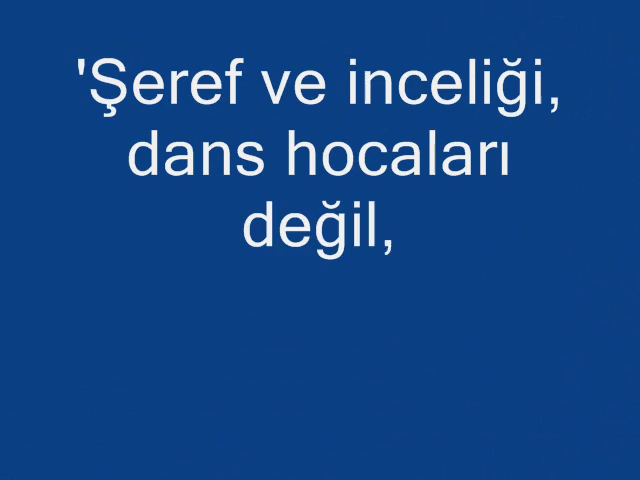 'Şeref ve inceliği,
dans hocaları
değil,